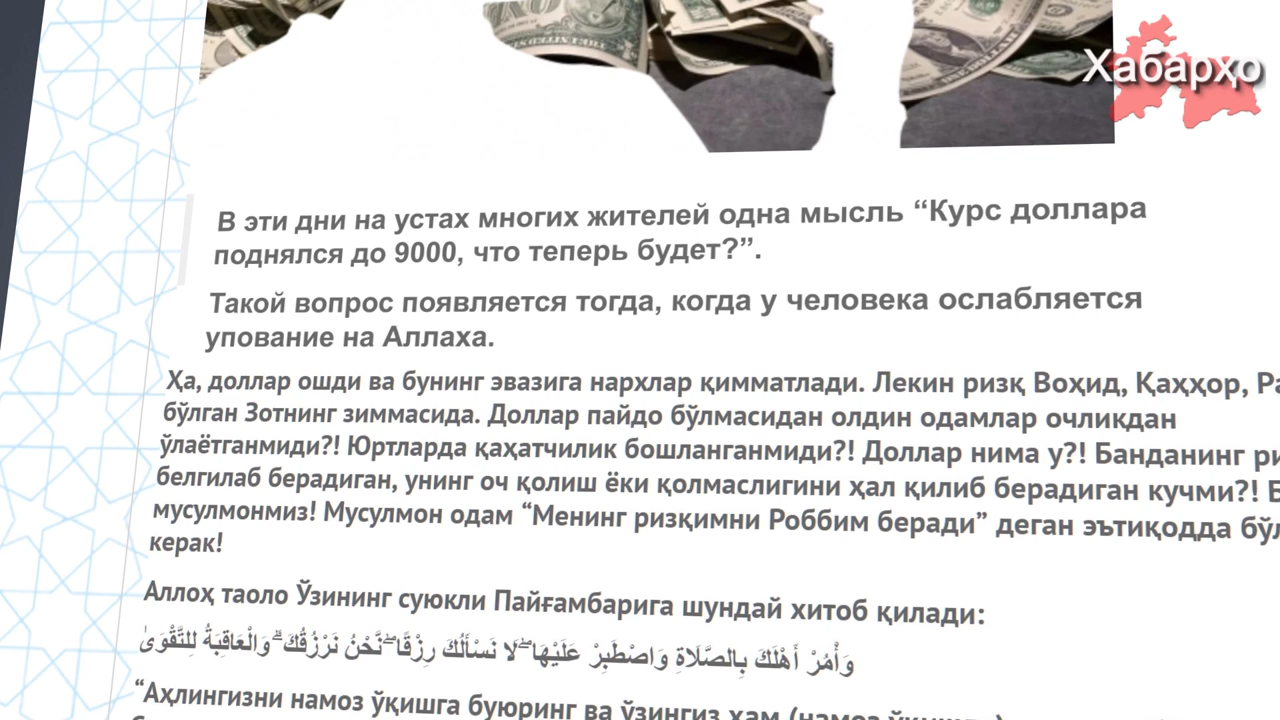 Хабарҳо
В эти дни на устах многих жителей одна мысль “Курс доллара
поднялся до 9000, что теперь будет?”.
Такой вопрос появляется тогда, когда у человека ослабляется
упование на Аллаха.
Ҳа, доллар ошди ва бунинг эвазига нархлар қимматлади. Лекин ризқ Воҳид, Қаҳҳор,
бўлган Зотнинг зиммасида. Доллар пайдо бўлмасидан олдин одамлар очликдан
ўлаётганмиди?! Юртларда қаҳатчилик бошланганмиди?! Доллар нима у?! Банданинг
белгилаб берадиган, унинг оч қолиш ёки қолмаслигини ҳал қилиб берадиган кучми?!
мусулмонмиз! Мусулмон одам “Менинг ризқимни Роббим беради” деган эътиқодда
керак!
Аллоҳ таоло Ўзининг суюкли Пайғамбарига шундай хитоб қилади:
وَأْمُرْ أَهْلَكَ بِالصَّلَاةِ وَاصْطَبِرْ عَلَيْهَا ۖ لَا نَسْأَلُكَ رِزْقًا ۖ نَّحْنُ نَرْزُقُكَ ۗ وَالْعَاقِبَةُ لِلتَّقْوَىٰ
“Аҳлингизни намоз ўқишга буюринг ва ўзингиз ҳам (намоз